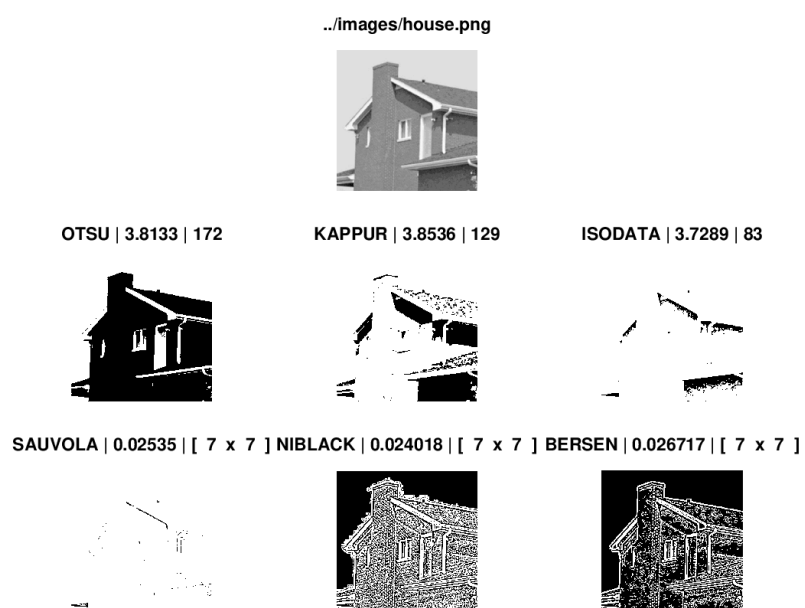 ../images/house.png
OTSU | 3.8133 | 172
KAPPUR | 3.8536 | 129
ISODATA | 3.7289 | 83
SAUVOLA | 0.02535 | [ 7 x 7 ]
NIBLACK | 0.024018 | [ 7 x 7 ]
BERSEN | 0.026717 | [ 7 x 7 ]